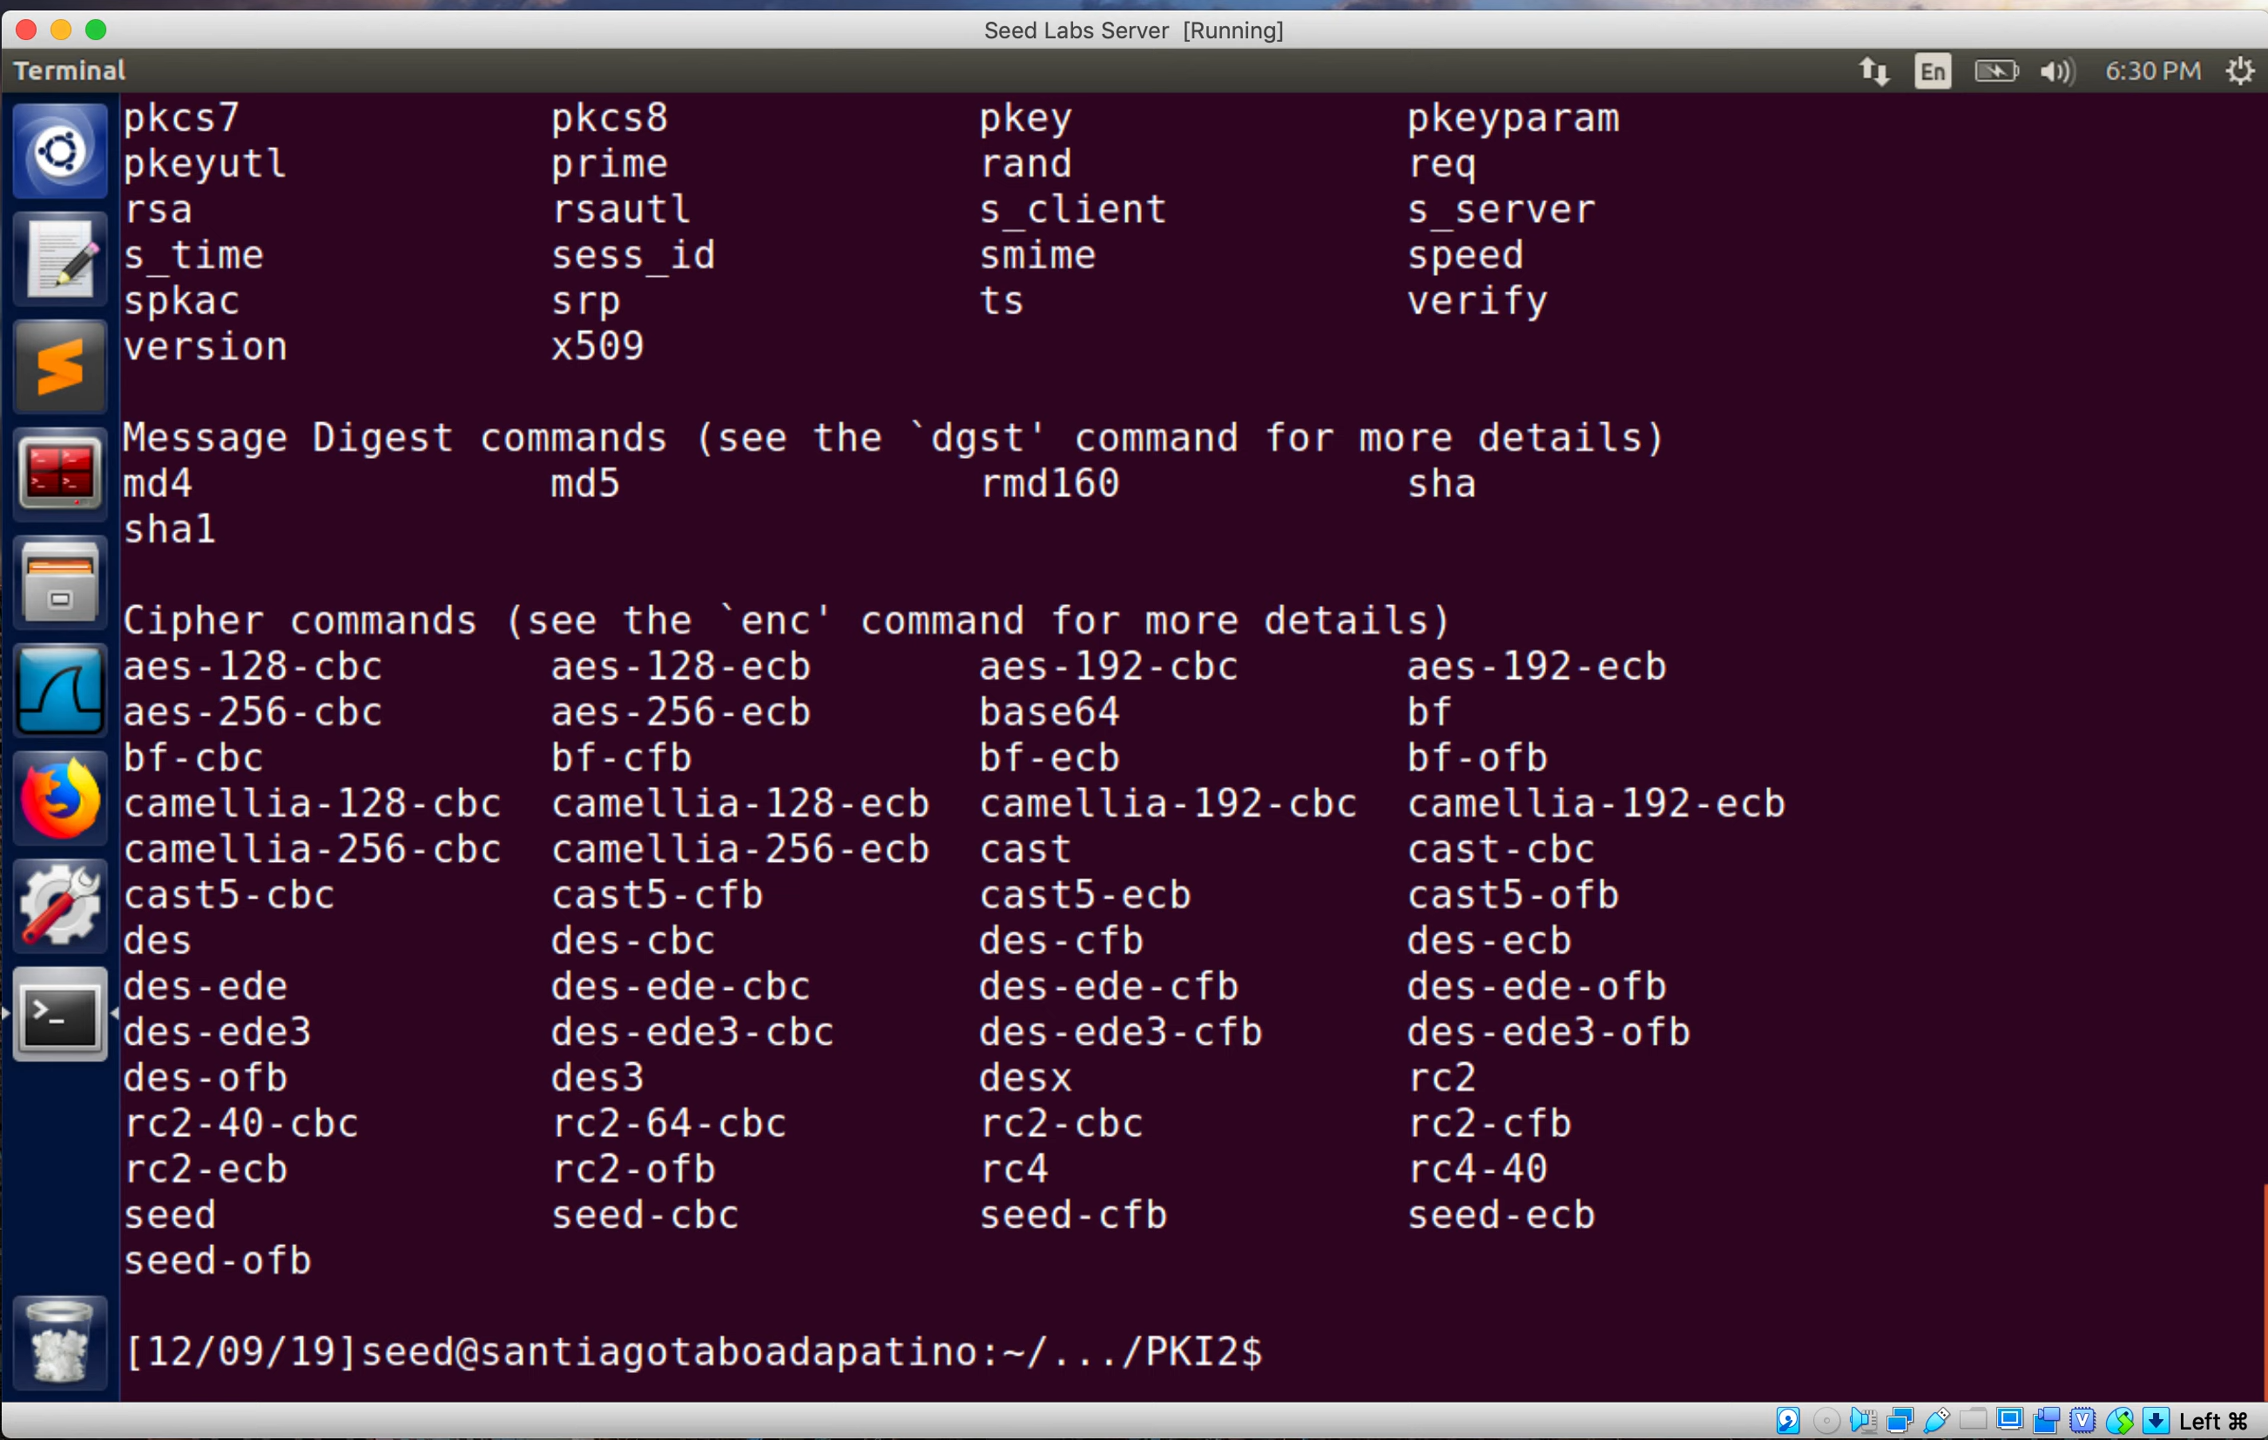 Seed Labs Server [Running]
Terminal En 6:30 PM
pkcs7 pkcs8 pkey pkeyparam
pkeyutl prime rand req
rsa rsautl s_client s_server
s_time sess_id smime speed
spkac srp ts verify
version x509
Message Digest commands (see the `dgst' command for more details)
md4 md5 rmd160 sha
sha1
Cipher commands (see the `enc' command for more details)
aes-128-cbc aes-128-ecb aes-192-cbc aes-192-ecb
aes-256-cbc aes-256-ecb base64 bf
bf-cbc bf-cfb bf-ecb bf-ofb
camellia-128-cbc camellia-128-ecb camellia-192-cbc camellia-192-ecb
camellia-256-cbc camellia-256-ecb cast cast-cbc
cast5-cbc cast5-cfb cast5-ecb cast5-ofb
des des-cbc des-cfb des-ecb
des-ede des-ede-cbc des-ede-cfb des-ede-ofb
des-ede3 des-ede3-cbc des-ede3-cfb des-ede3-ofb
des-ofb des3 desx rc2
rc2-40-cbc rc2-64-cbc rc2-cbc rc2-cfb
rc2-ecb rc2-ofb rc4 rc4-40
seed seed-cbc seed-cfb seed-ecb
seed-ofb
[12/09/19]seed@santiagotaboadapatino:~/.../PKI2$
Left ⌘